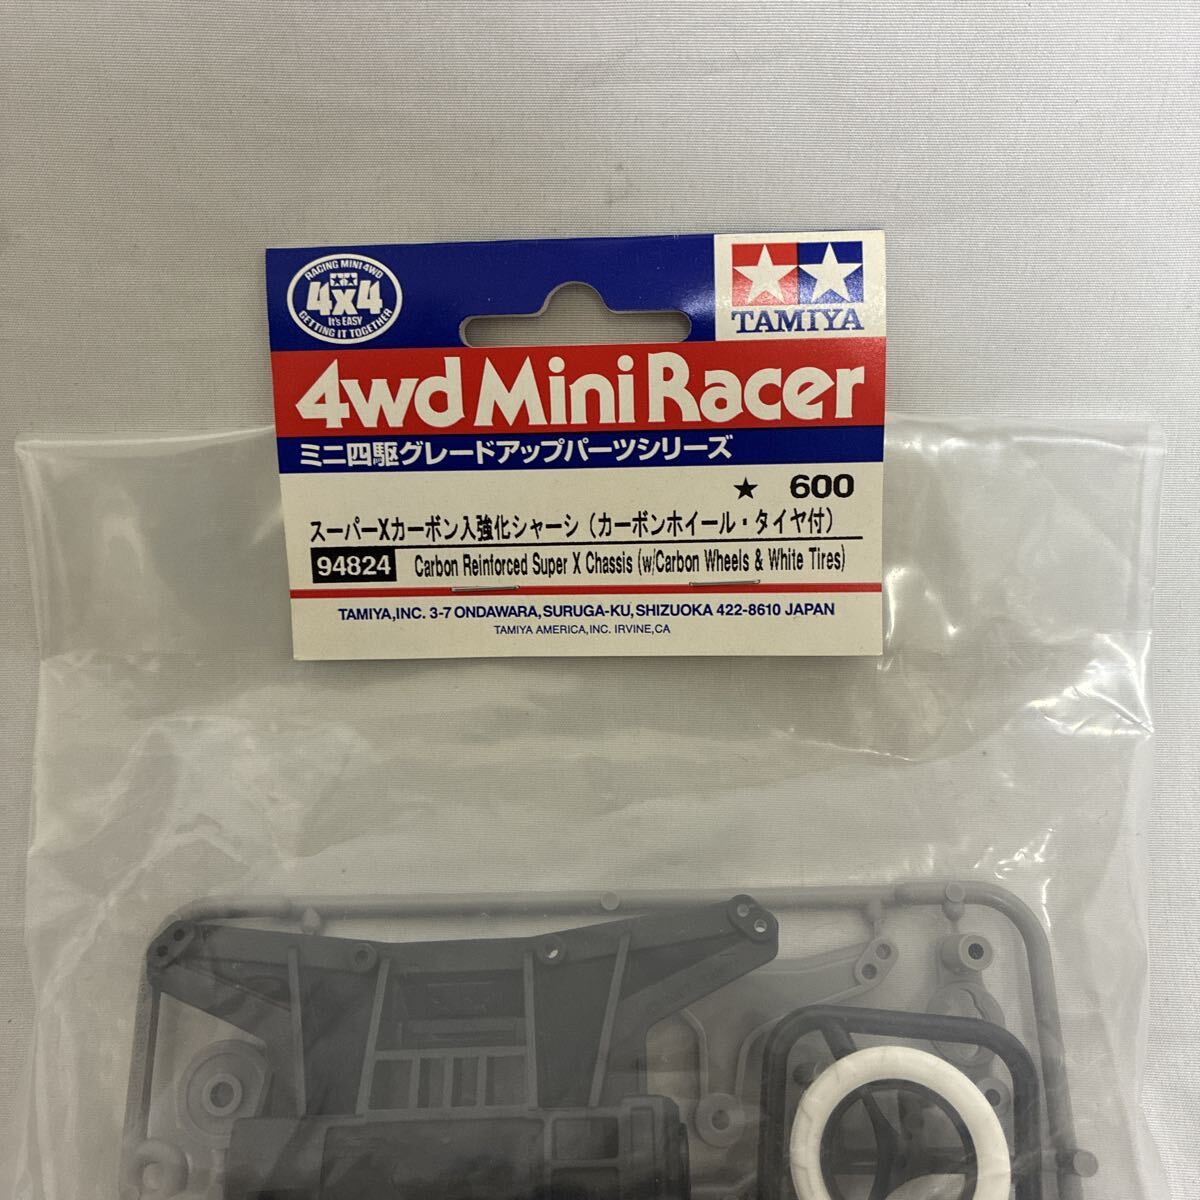 RACING MINI 4WD
4x4
It's EASY
GETTING IT TOGETHER
TAMIYA
4wd Mini Racer
ミニ四駆グレードアップパーツシリーズ
★ 600
スーパーXカーボン入強化シャーシ（カーボンホイール・タイヤ付）
94824 Carbon Reinforced Super X Chassis (w/Carbon Wheels & White Tires)
TAMIYA,INC. 3-7 ONDAWARA, SURUGA-KU, SHIZUOKA 422-8610 JAPAN
TAMIYA AMERICA,INC. IRVINE,CA